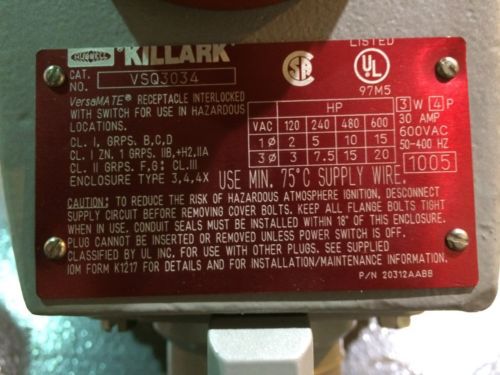 HUBBELL KILLARK®
LISTED
CAT. NO. VSQ3034
SA
UL
97M5
VersaMATE® RECEPTACLE INTERLOCKED
WITH SWITCH FOR USE IN HAZARDOUS
LOCATIONS.
CL. I, GRPS. B,C,D
CL. I ZN. 1 GRPS. IIB,+H2,IIA
CL. II GRPS. F,G; CL.III
ENCLOSURE TYPE 3,4,4X
HP
VAC 120 240 480 600
1Ø 2 5 10 15
3Ø 3 7.5 15 20
3 W 4 P
30 AMP
600VAC
50-400 HZ
1005
USE MIN. 75°C SUPPLY WIRE.
CAUTION: TO REDUCE THE RISK OF HAZARDOUS ATMOSPHERE IGNITION, DISCONNECT
SUPPLY CIRCUIT BEFORE REMOVING COVER BOLTS. KEEP ALL FLANGE BOLTS TIGHT
WHEN IN USE. CONDUIT SEALS MUST BE INSTALLED WITHIN 18" OF THIS ENCLOSURE.
PLUG CANNOT BE INSERTED OR REMOVED UNLESS POWER SWITCH IS OFF.
CLASSIFIED BY UL INC. FOR USE WITH OTHER PLUGS. SEE SUPPLIED
IOM FORM K1217 FOR DETAILS AND FOR INSTALLATION/MAINTENANCE INFORMATION.
P/N 20312AABB